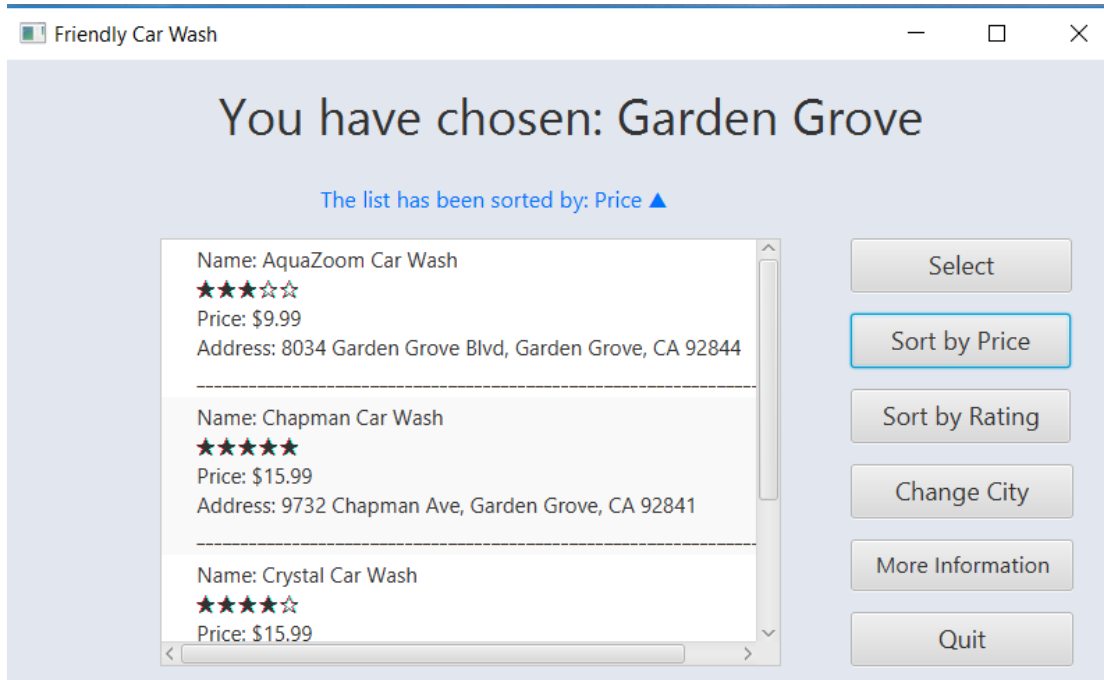 Friendly Car Wash
You have chosen: Garden Grove
The list has been sorted by: Price ▲
Name: AquaZoom Car Wash
★★★☆☆
Price: $9.99
Address: 8034 Garden Grove Blvd, Garden Grove, CA 92844
Name: Chapman Car Wash
★★★★★
Price: $15.99
Address: 9732 Chapman Ave, Garden Grove, CA 92841
Name: Crystal Car Wash
★★★★☆
Price: $15.99
Select
Sort by Price
Sort by Rating
Change City
More Information
Quit